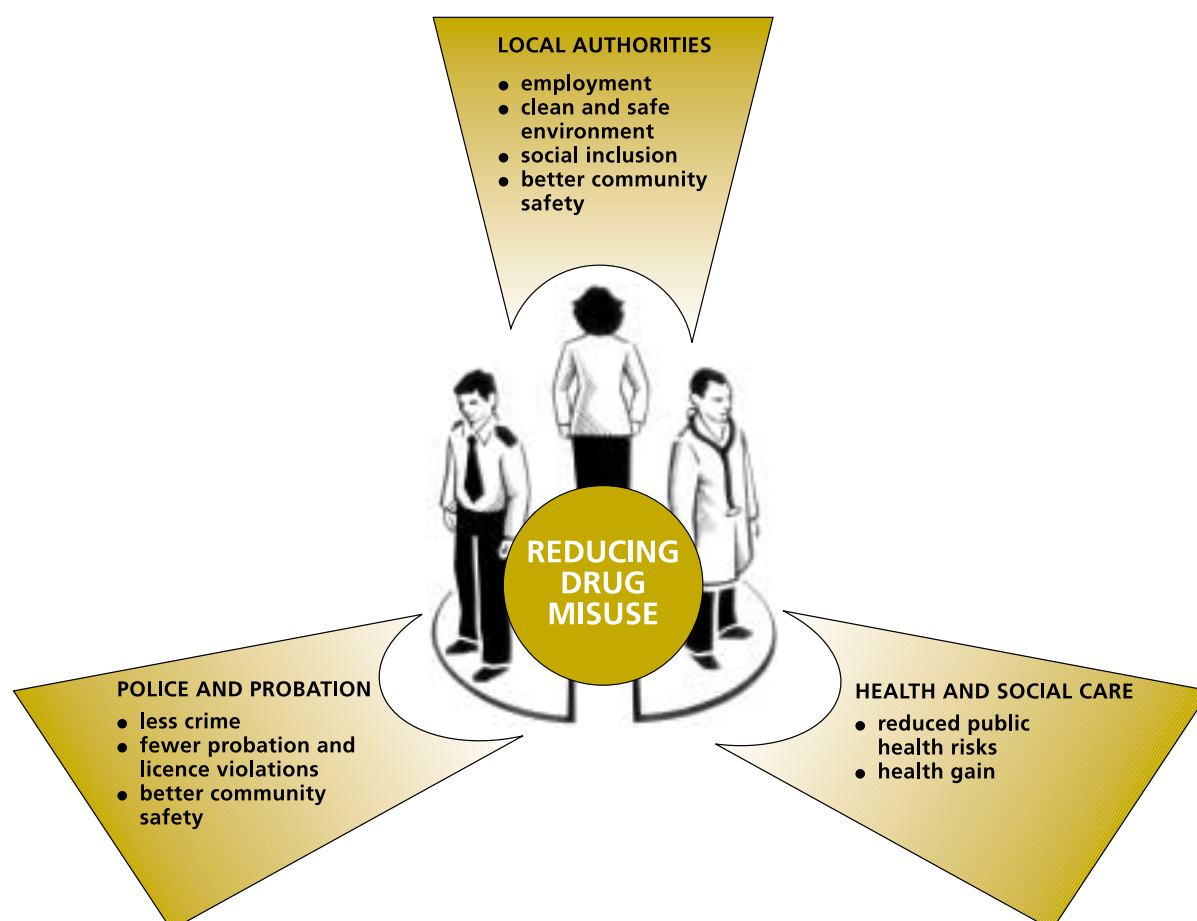 LOCAL AUTHORITIES
● employment
● clean and safe
environment
● social inclusion
● better community
safety
REDUCING
DRUG
MISUSE
POLICE AND PROBATION
● less crime
● fewer probation and
licence violations
● better community
safety
HEALTH AND SOCIAL CARE
● reduced public
health risks
● health gain